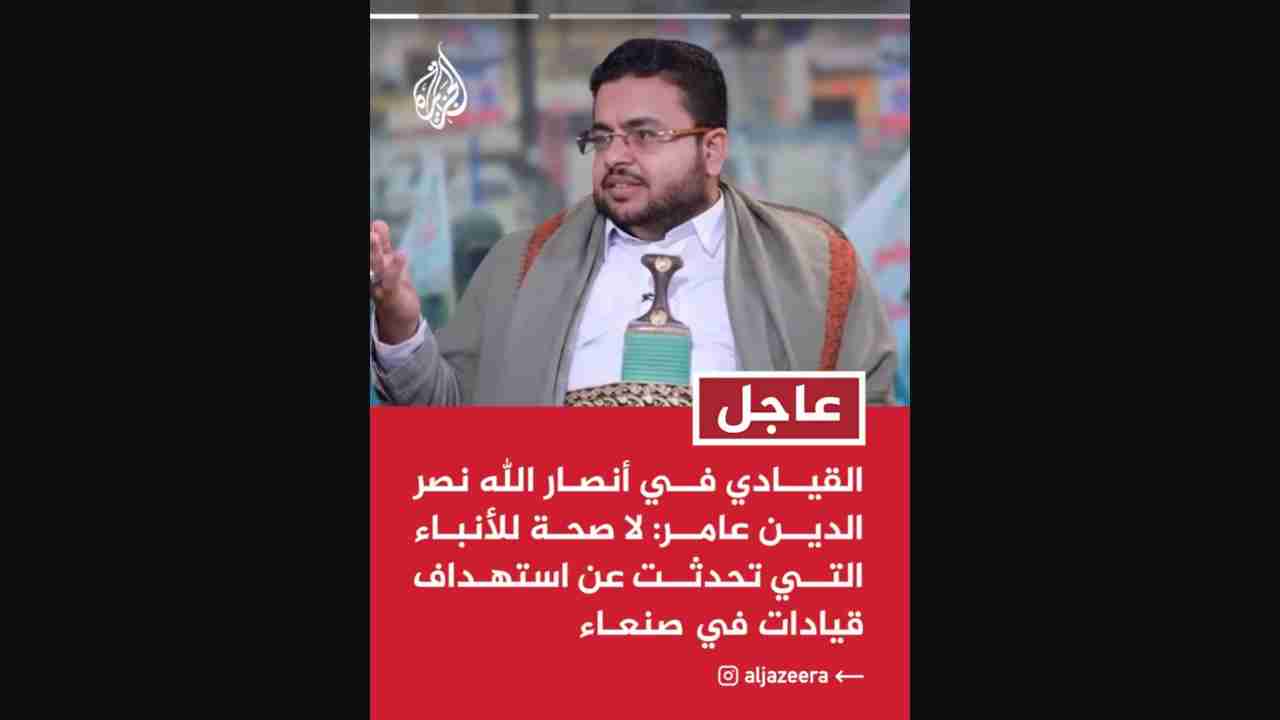 الجزيرة
عاجل
القيادي في أنصار الله نصر
الدين عامر: لا صحة للأنباء
التي تحدثت عن استهداف
قيادات في صنعاء
aljazeera